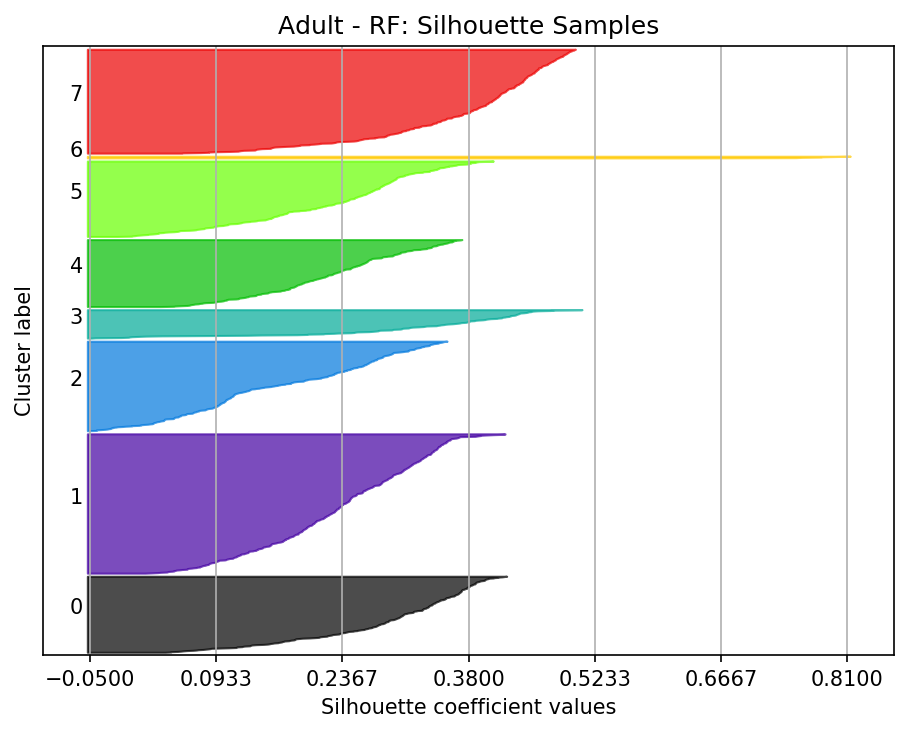 Adult - RF: Silhouette Samples
7
6
5
4
3
2
1
0
Cluster label
−0.0500 0.0933 0.2367 0.3800 0.5233 0.6667 0.8100
Silhouette coefficient values